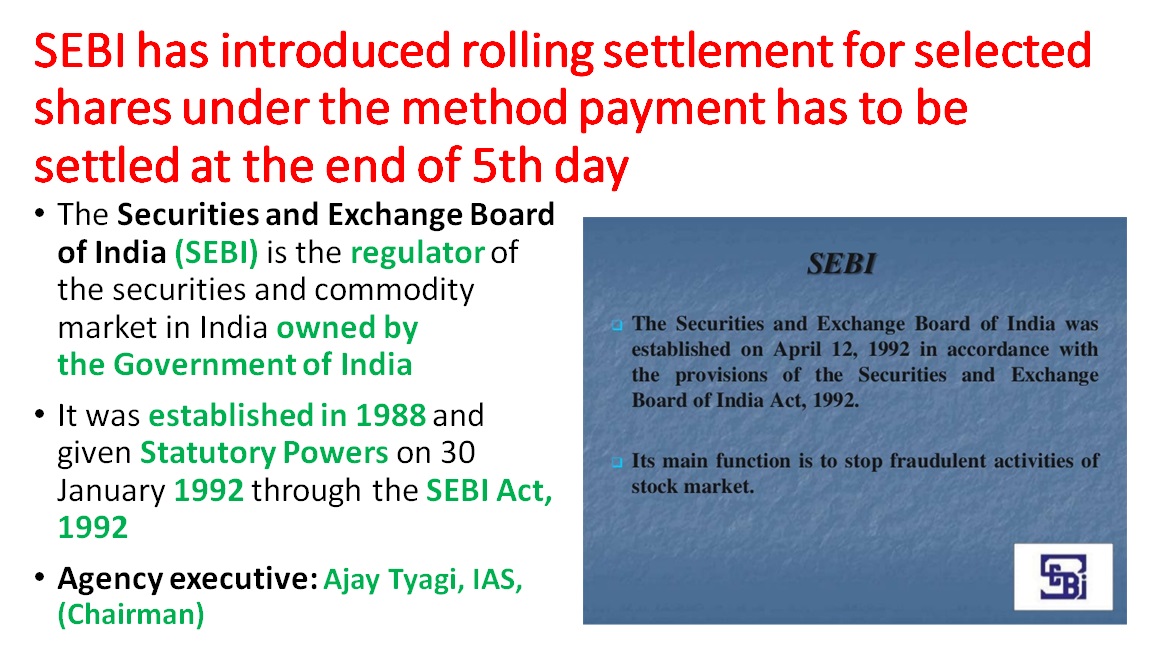 SEBI has introduced rolling settlement for selected
shares under the method payment has to be
settled at the end of 5th day
• The Securities and Exchange Board
of India (SEBI) is the regulator of
the securities and commodity
market in India owned by
the Government of India
• It was established in 1988 and
given Statutory Powers on 30
January 1992 through the SEBI Act,
1992
• Agency executive: Ajay Tyagi, IAS,
(Chairman)
SEBI
❑ The Securities and Exchange Board of India was
established on April 12, 1992 in accordance with
the provisions of the Securities and Exchange
Board of India Act, 1992.
❑ Its main function is to stop fraudulent activities of
stock market.
SEBI